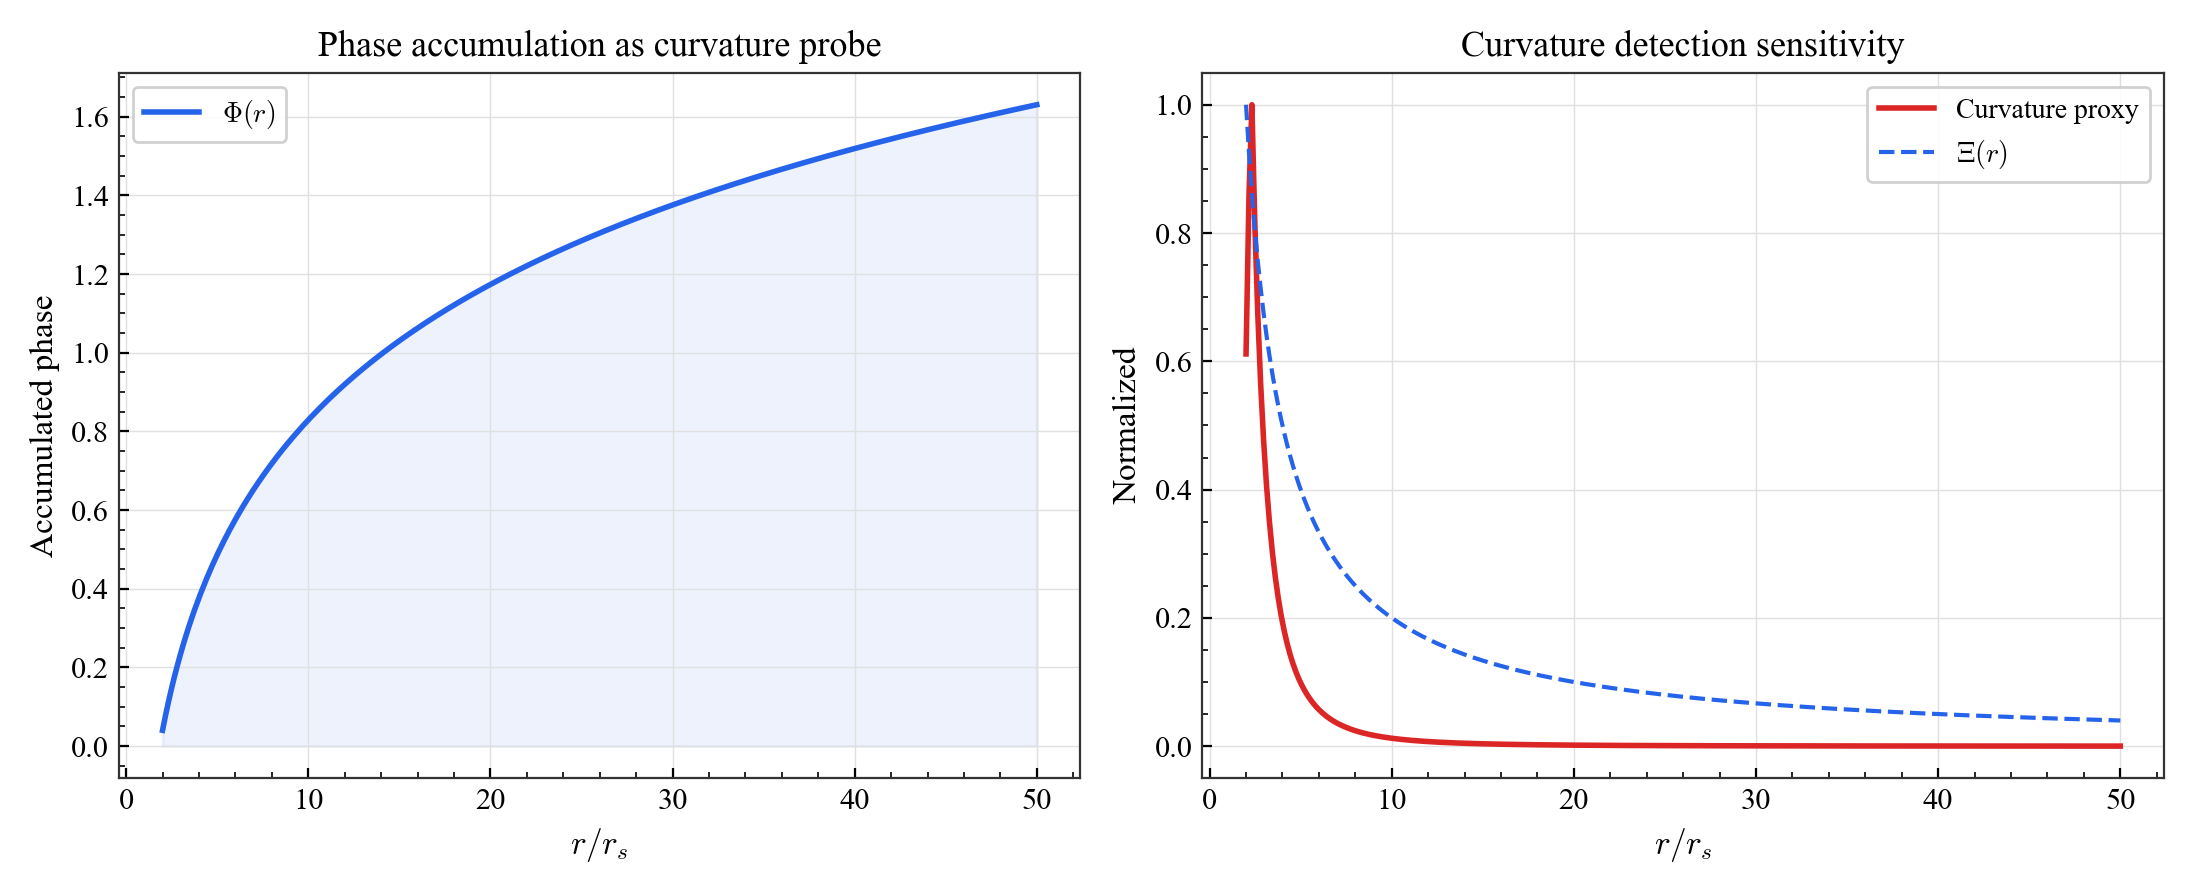 Phase accumulation as curvature probe
Φ(r)
Accumulated phase
1.6
1.4
1.2
1.0
0.8
0.6
0.4
0.2
0.0
0 10 20 30 40 50
r/r_s
Curvature detection sensitivity
Curvature proxy
Ξ(r)
Normalized
1.0
0.8
0.6
0.4
0.2
0.0
0 10 20 30 40 50
r/r_s